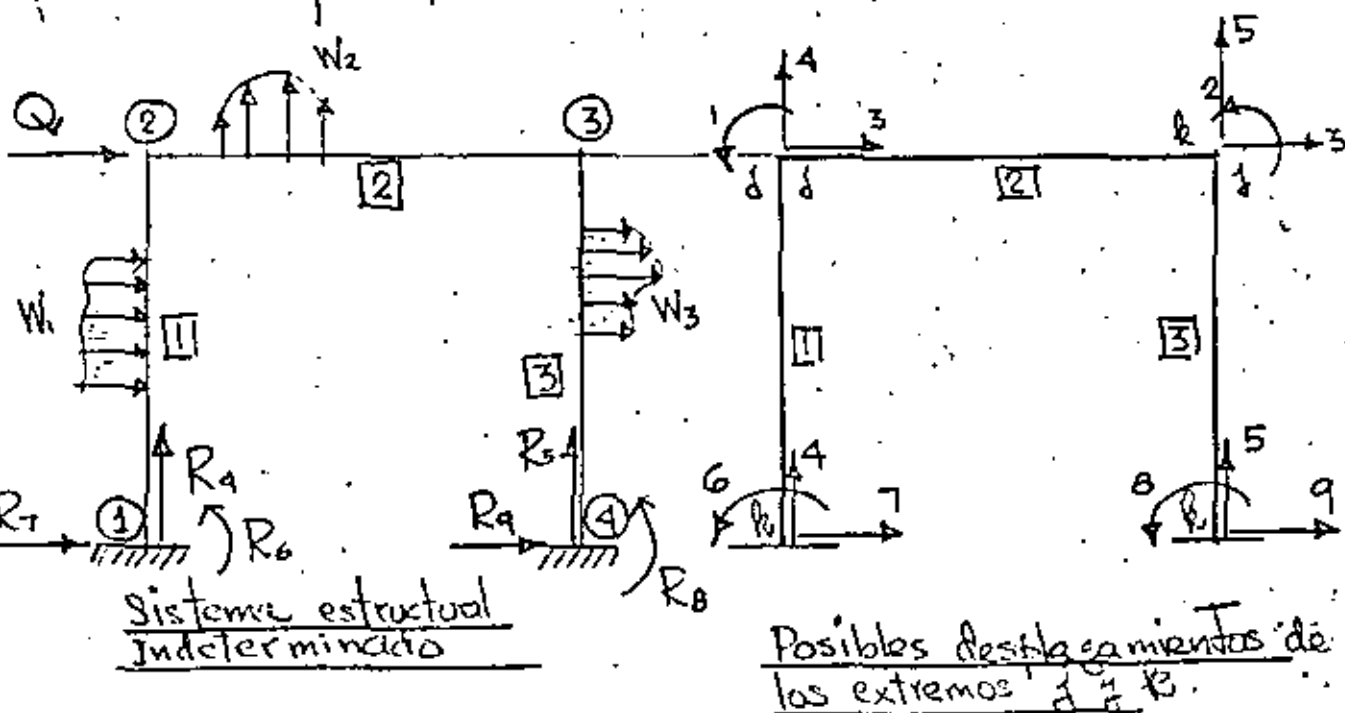 W2
Q
2
3
2
W1
1
W3
3
R7
1
R4
R6
R9
R5
4
R8
Sistema estructual
Indeterminado
4
1
3
j
j
2
5
2
k
3
j
1
3
6
4
k
7
8
5
k
9
Posibles desplazamientos de
los extremos j y k.